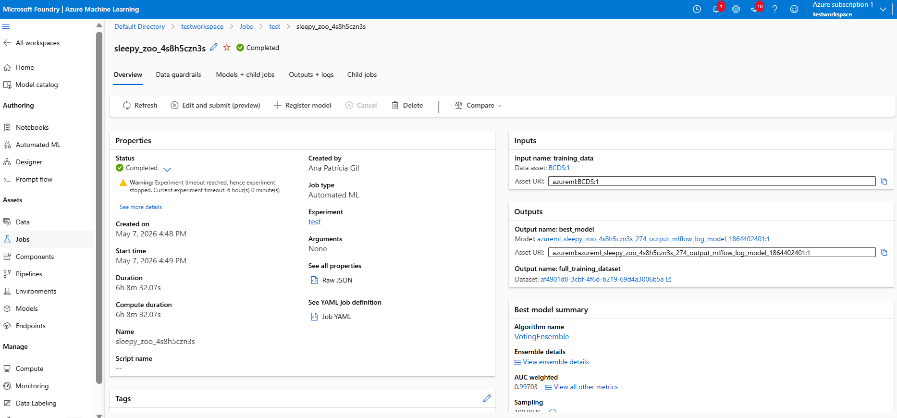 Microsoft Foundry | Azure Machine Learning
1
10
Azure subscription 1
testworkspace
Default Directory > testworkspace > Jobs > test > sleepy_zoo_4s8h5czn3s
All workspaces
Home
Model catalog
Authoring
Notebooks
Automated ML
Designer
Prompt flow
Assets
Data
Jobs
Components
Pipelines
Environments
Models
Endpoints
Manage
Compute
Monitoring
Data Labeling
sleepy_zoo_4s8h5czn3s
Completed
Overview
Data guardrails
Models + child jobs
Outputs + logs
Child jobs
Refresh
Edit and submit (preview)
Register model
Cancel
Delete
Compare
Properties
Status
Completed
Warning: Experiment timeout reached, hence experiment
stopped. Current experiment timeout: 6 hour(s) 0 minute(s)
See more details
Created on
May 7, 2026 4:48 PM
Start time
May 7, 2026 4:49 PM
Duration
6h 8m 32.07s
Compute duration
6h 8m 32.07s
Name
sleepy_zoo_4s8h5czn3s
Script name
--
Created by
Ana Patrícia Gil
Job type
Automated ML
Experiment
test
Arguments
None
See all properties
Raw JSON
See YAML job definition
Job YAML
Tags
Inputs
Input name: training_data
Data asset: BCDS:1
Asset URI: azureml:BCDS:1
Outputs
Output name: best_model
Model: azureml_sleepy_zoo_4s8h5czn3s_274_output_mlflow_log_model_1864402401:1
Asset URI: azureml:azureml_sleepy_zoo_4s8h5czn3s_274_output_mlflow_log_model_1864402401:1
Output name: full_training_dataset
Dataset: af4901d0-3cbf-4f6d-b219-69d4a3006b5a
Best model summary
Algorithm name
VotingEnsemble
Ensemble details
View ensemble details
AUC weighted
0.99703
View all other metrics
Sampling